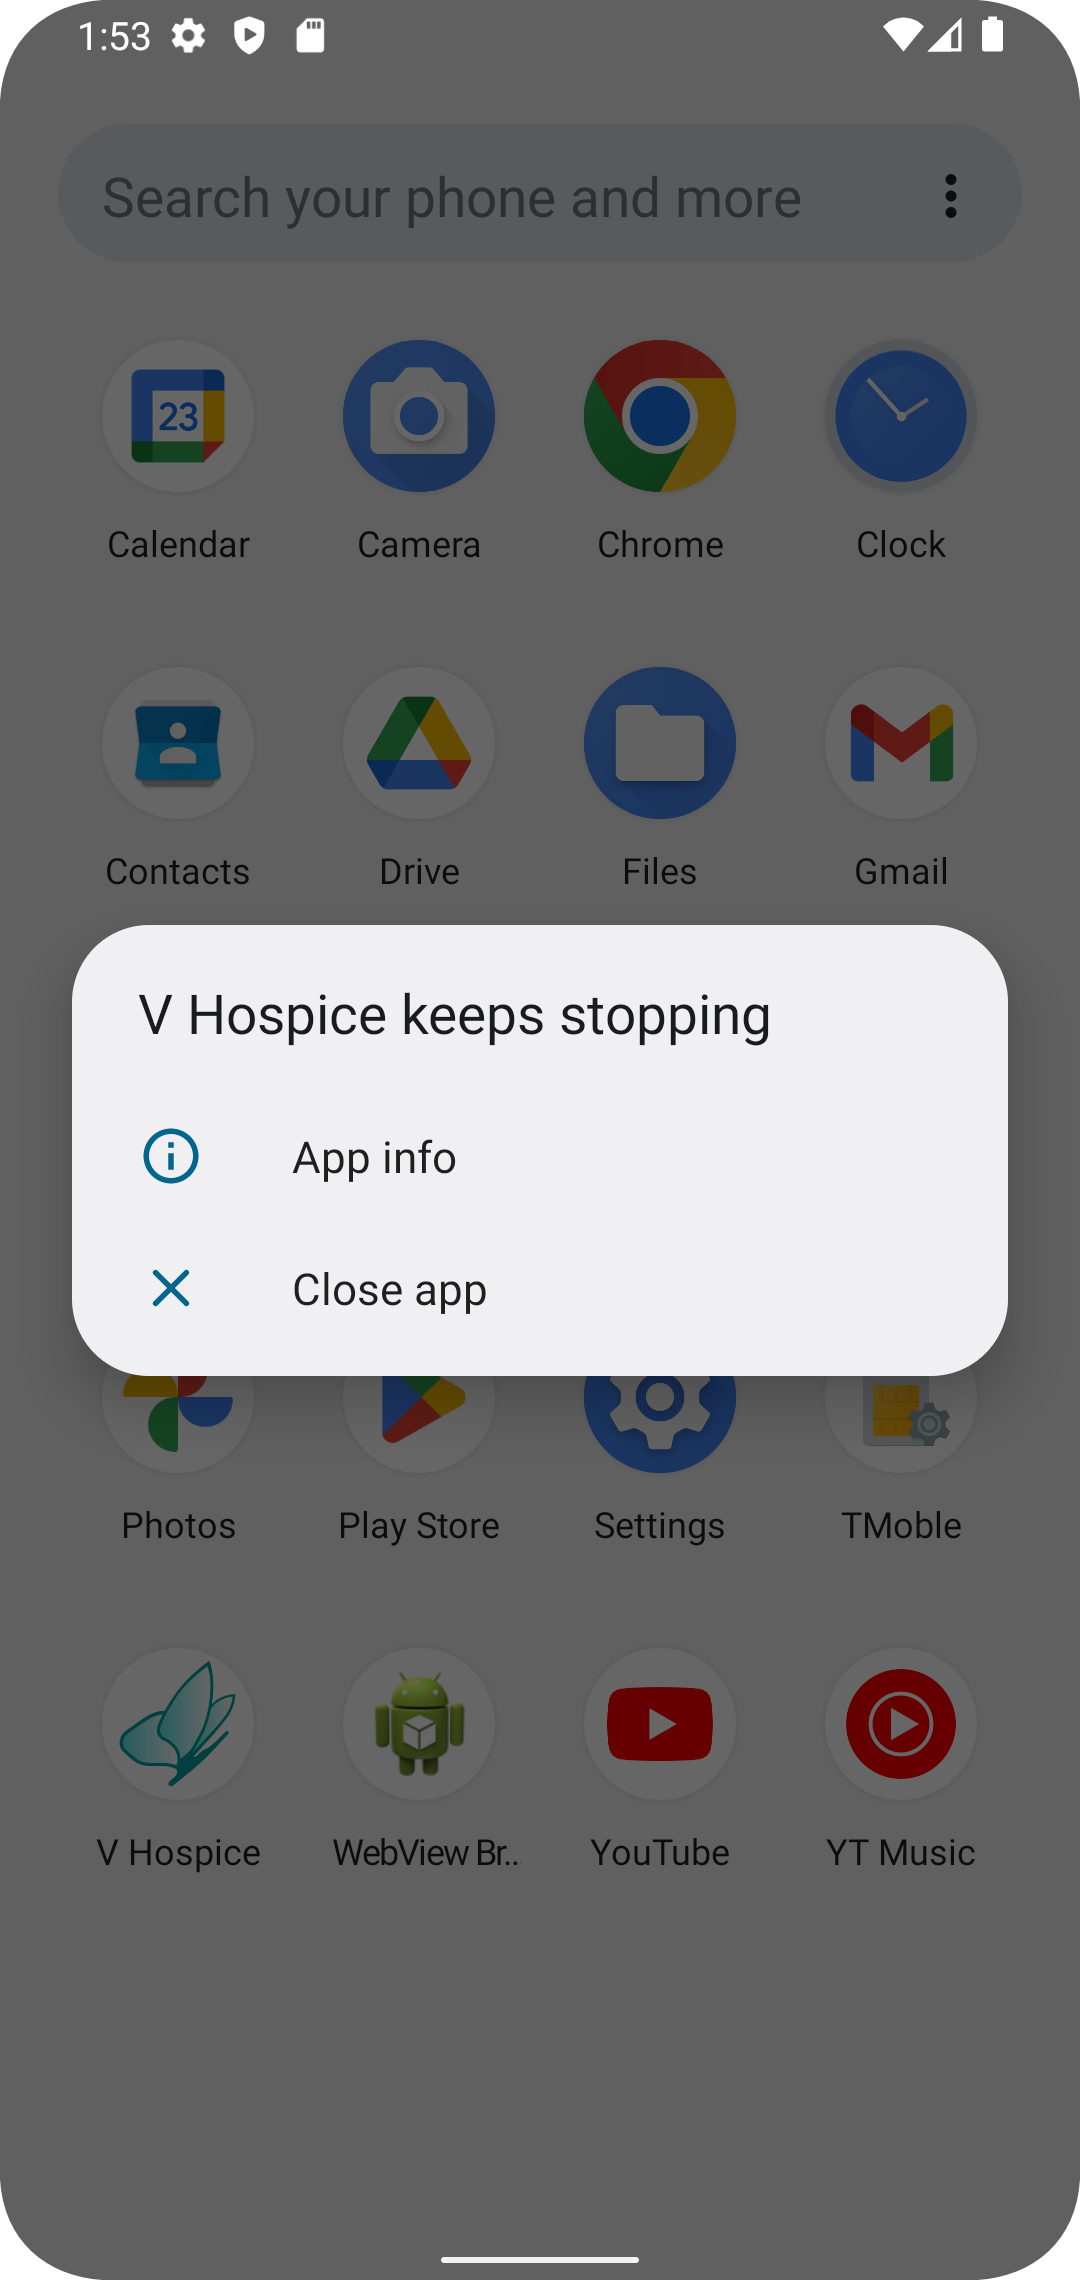 1:53
Search your phone and more
23
Calendar
Camera
Chrome
Clock
Contacts
Drive
Files
Gmail
V Hospice keeps stopping
App info
Close app
Photos
Play Store
Settings
TMoble
V Hospice
WebView Br..
YouTube
YT Music